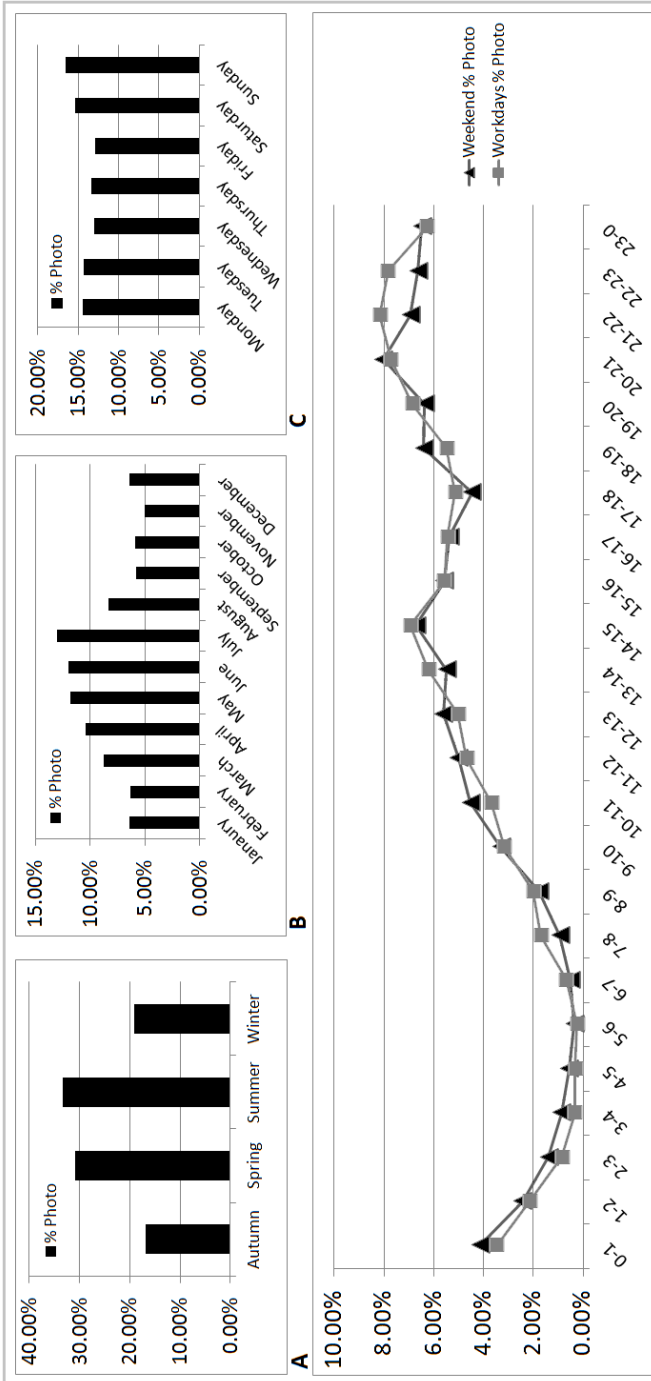 40.00%
30.00%
20.00%
10.00%
0.00%
% Photo
Autumn
Spring
Summer
Winter
A
15.00%
10.00%
5.00%
0.00%
% Photo
Janaury
February
March
April
May
June
July
August
September
October
November
December
B
20.00%
15.00%
10.00%
5.00%
0.00%
% Photo
Monday
Tuesday
Wednesday
Thursday
Friday
Saturday
Sunday
C
10.00%
8.00%
6.00%
4.00%
2.00%
0.00%
0-1
1-2
2-3
3-4
4-5
5-6
6-7
7-8
8-9
9-10
10-11
11-12
12-13
13-14
14-15
15-16
16-17
17-18
18-19
19-20
20-21
21-22
22-23
23-0
Weekend % Photo
Workdays % Photo